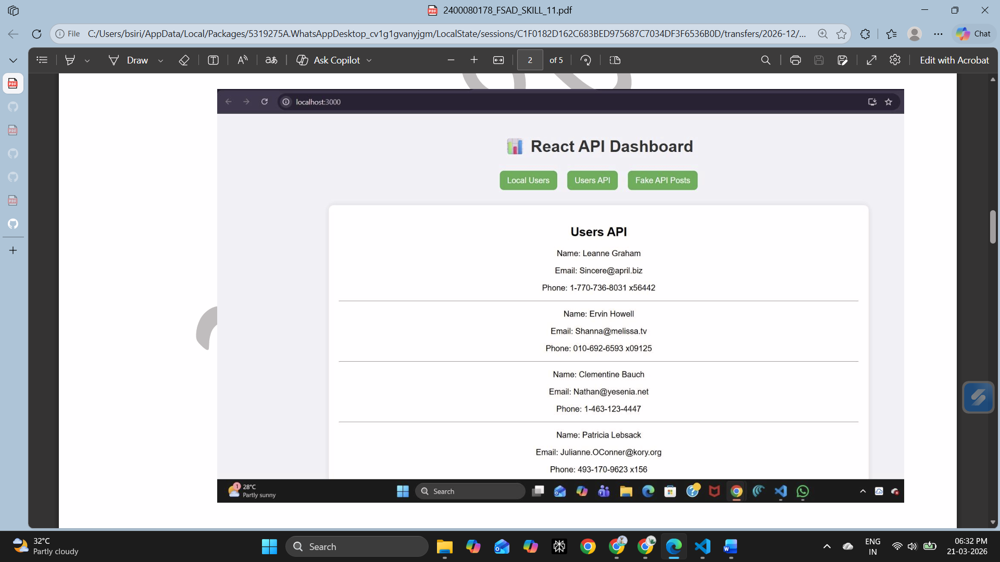 2400080178_FSAD_SKILL_11.pdf
File C:/Users/bsiri/AppData/Local/Packages/5319275A.WhatsAppDesktop_cv1g1gvanyjgm/LocalState/sessions/C1F0182D162C683BED975687C7034DF3F6536B0D/transfers/2026-12/...
Chat
Draw
aあ
Ask Copilot
2 of 5
Edit with Acrobat
localhost:3000
React API Dashboard
Local Users
Users API
Fake API Posts
Users API
Name: Leanne Graham
Email: Sincere@april.biz
Phone: 1-770-736-8031 x56442
Name: Ervin Howell
Email: Shanna@melissa.tv
Phone: 010-692-6593 x09125
Name: Clementine Bauch
Email: Nathan@yesenia.net
Phone: 1-463-123-4447
Name: Patricia Lebsack
Email: Julianne.OConner@kory.org
Phone: 493-170-9623 x156
1
28°C
Partly sunny
Search
32°C
Partly cloudy
Search
ENG
IN
06:32 PM
21-03-2026